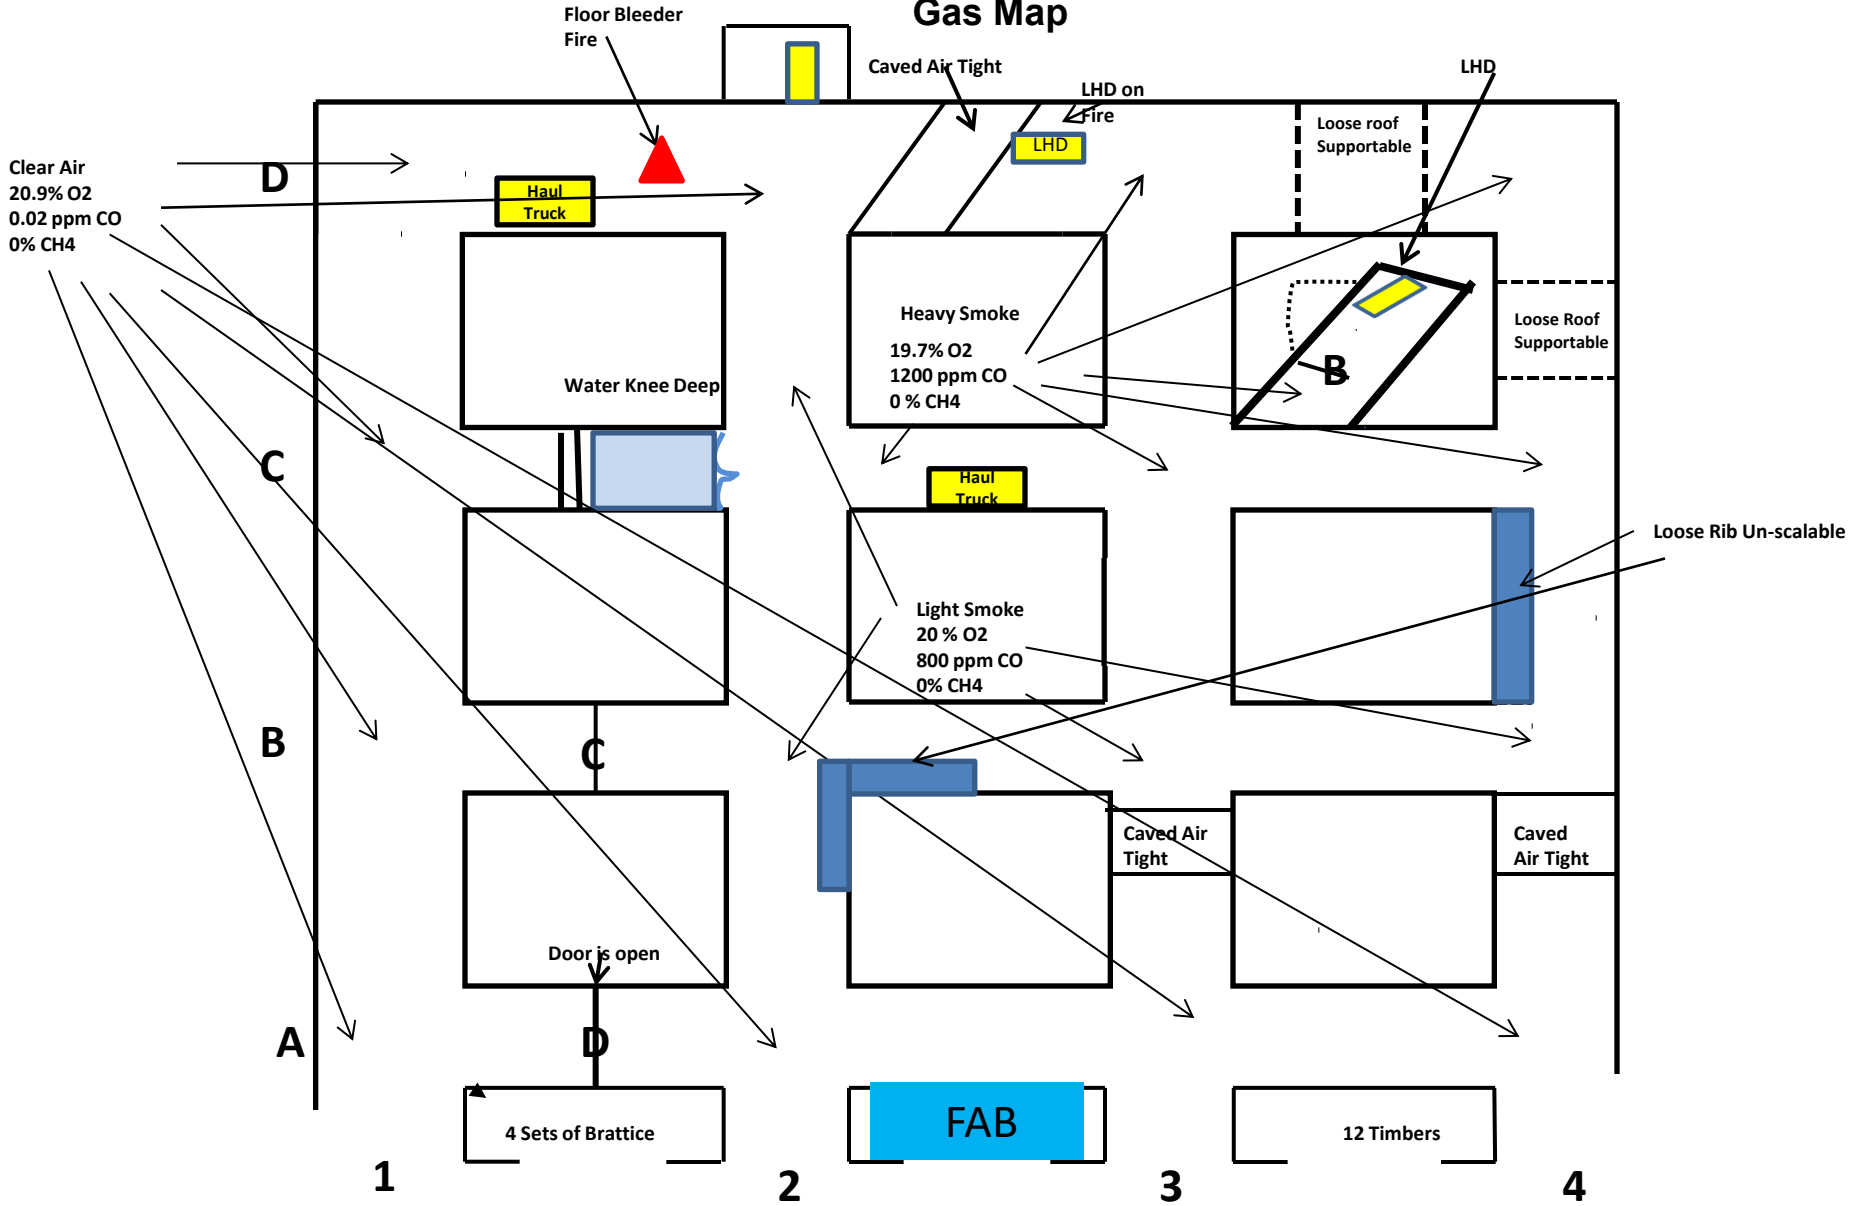 Gas Map
Floor Bleeder
Fire
Caved Air Tight
LHD on
Fire
LHD
LHD
Loose roof
Supportable
Clear Air
20.9% O2
0.02 ppm CO
0% CH4
D
Haul
Truck
Heavy Smoke
19.7% O2
1200 ppm CO
0 % CH4
B
Loose Roof
Supportable
Water Knee Deep
C
Haul
Truck
Loose Rib Un-scalable
Light Smoke
20 % O2
800 ppm CO
0% CH4
B
C
Caved Air
Tight
Caved
Air Tight
Door is open
A
D
4 Sets of Brattice
FAB
12 Timbers
1
2
3
4